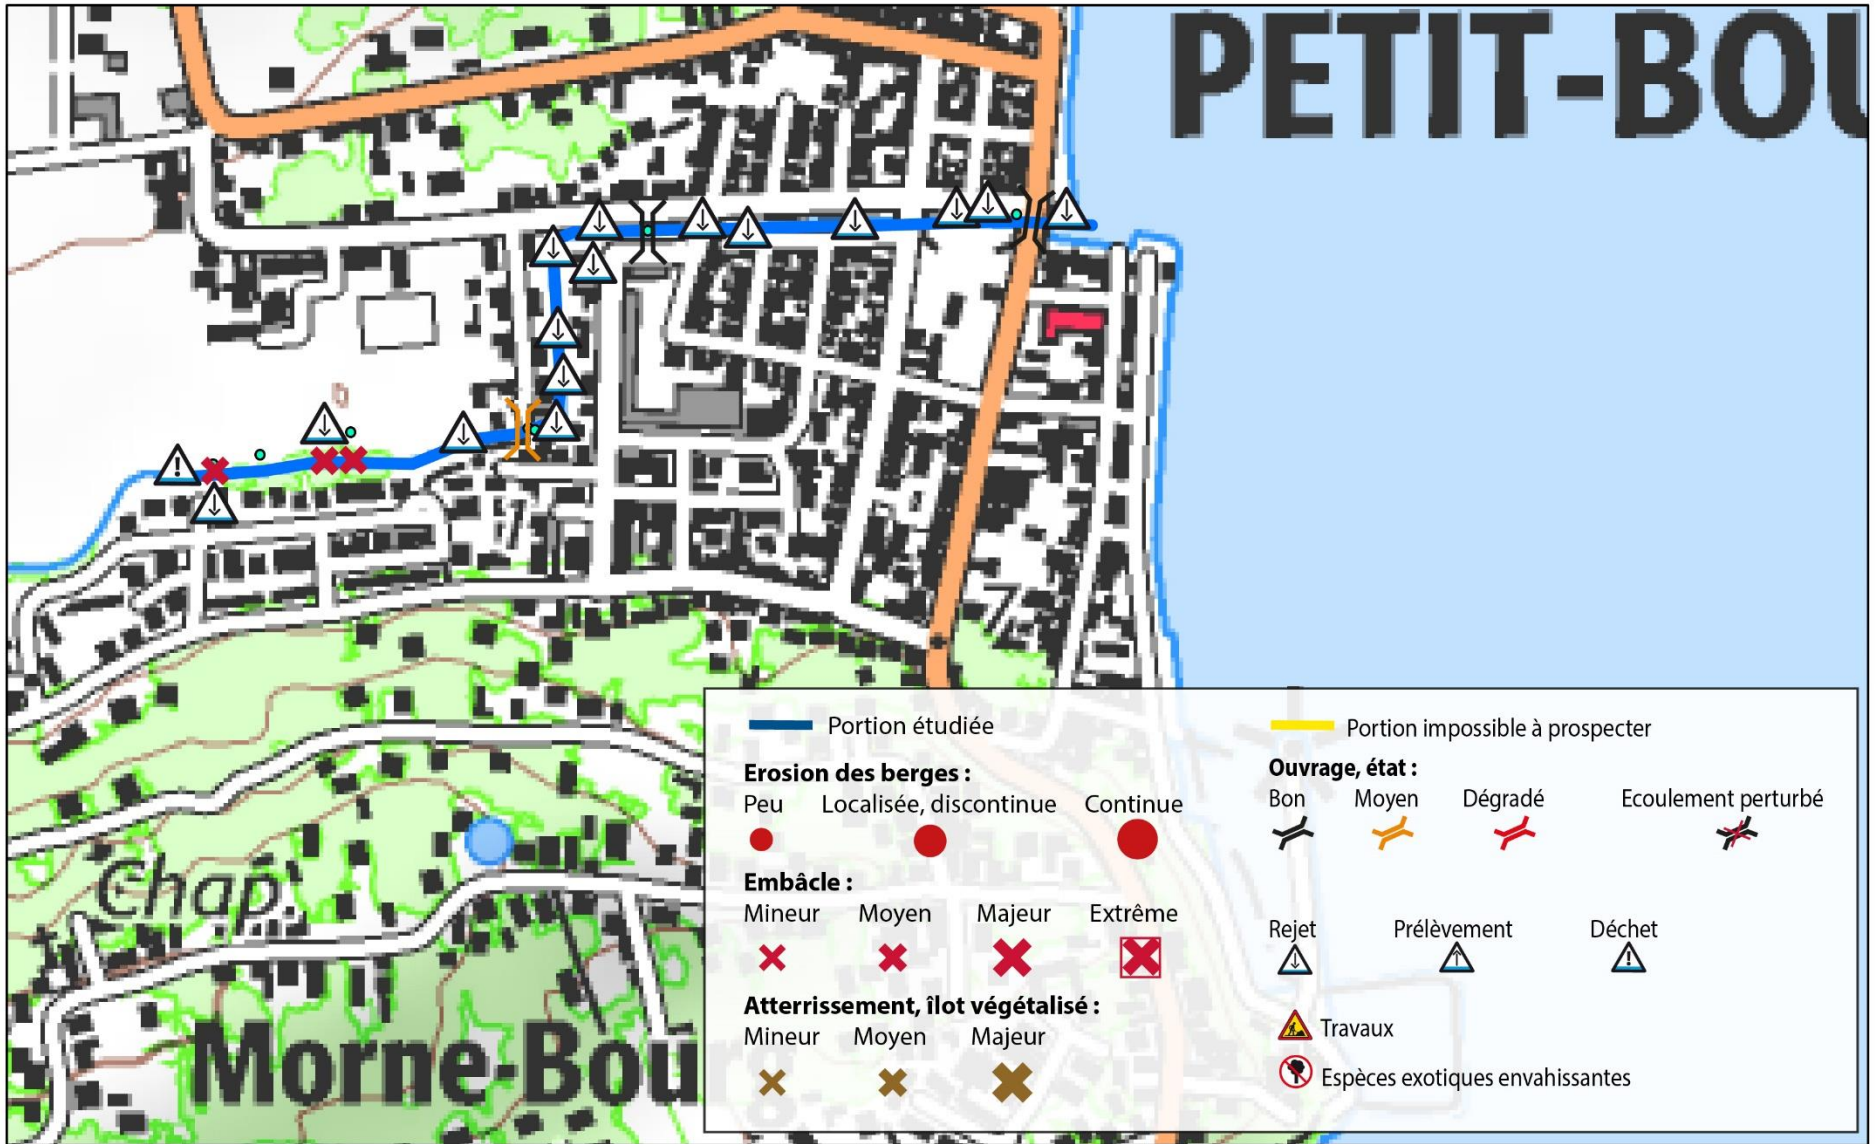 PETIT-BOU
Chap.
Morne-Bou
Portion étudiée
Erosion des berges :
Peu Localisée, discontinue Continue
Embâcle :
Mineur Moyen Majeur Extrême
Atterrissement, îlot végétalisé :
Mineur Moyen Majeur
Portion impossible à prospecter
Ouvrage, état :
Bon Moyen Dégradé Ecoulement perturbé
Rejet Prélèvement Déchet
Travaux
Espèces exotiques envahissantes